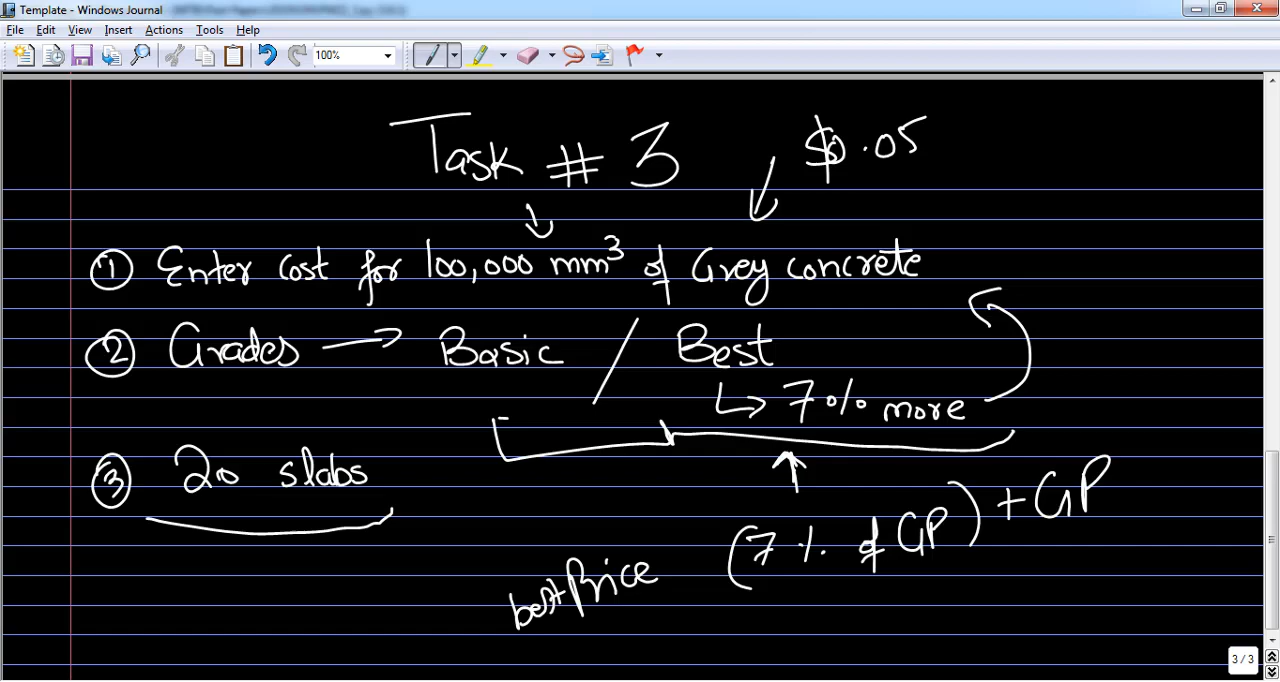 Template - Windows Journal
File Edit View Insert Actions Tools Help
100%
Task # 3
$0.05
① Enter cost for 100,000 mm³ of Grey concrete
② Grades → Basic / Best
↳ 7% more
③ 20 slabs
(7% of GP) + GP
bestPrice
3 / 3